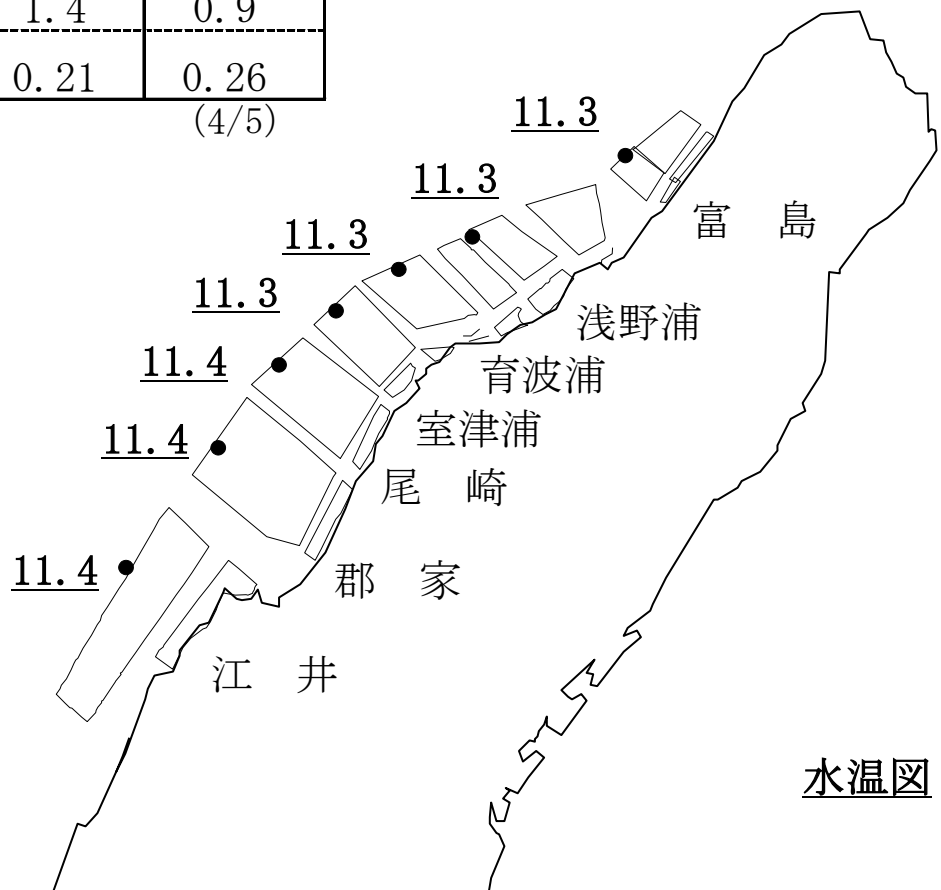 1.4 0.9
0.21 0.26
(4/5)
11.3
11.3
富 島
11.3
11.3
浅野浦
11.4
育波浦
室津浦
11.4
尾 崎
11.4
郡 家
江 井
水温図